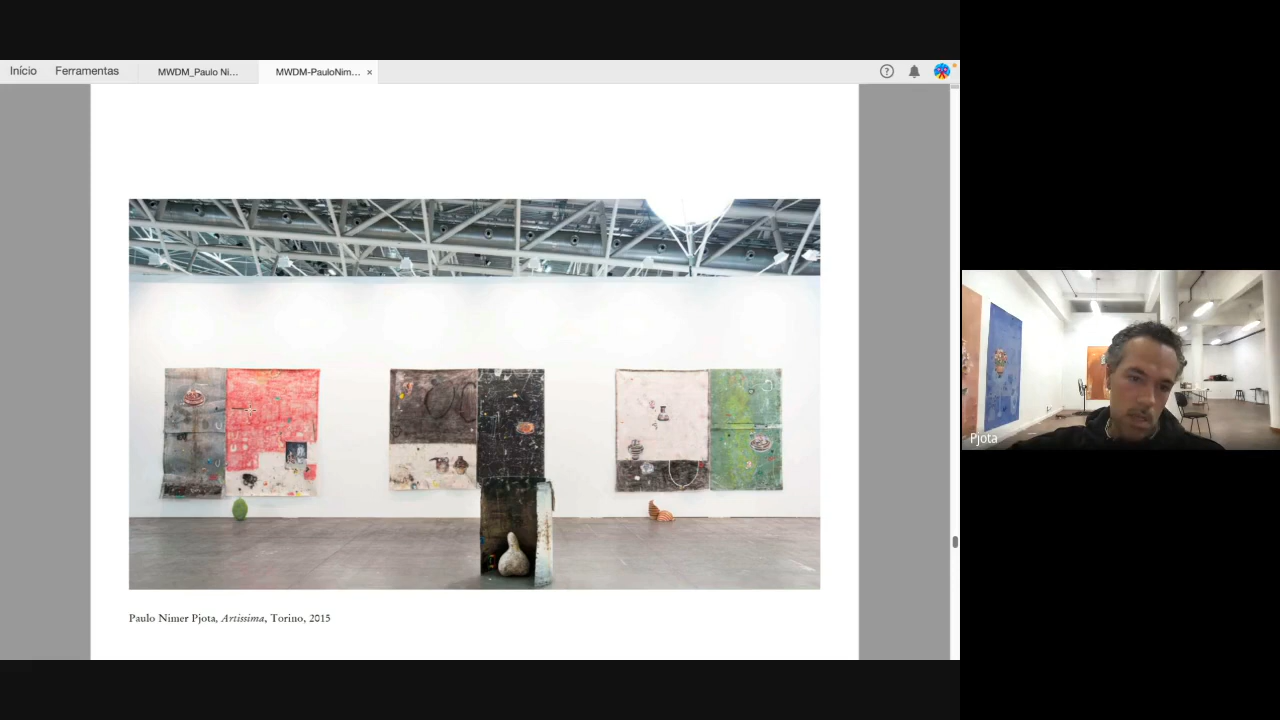 Início Ferramentas MWDM_Paulo Ni... MWDM-PauloNim... ×
Pjota
Paulo Nimer Pjota, Artissima, Torino, 2015